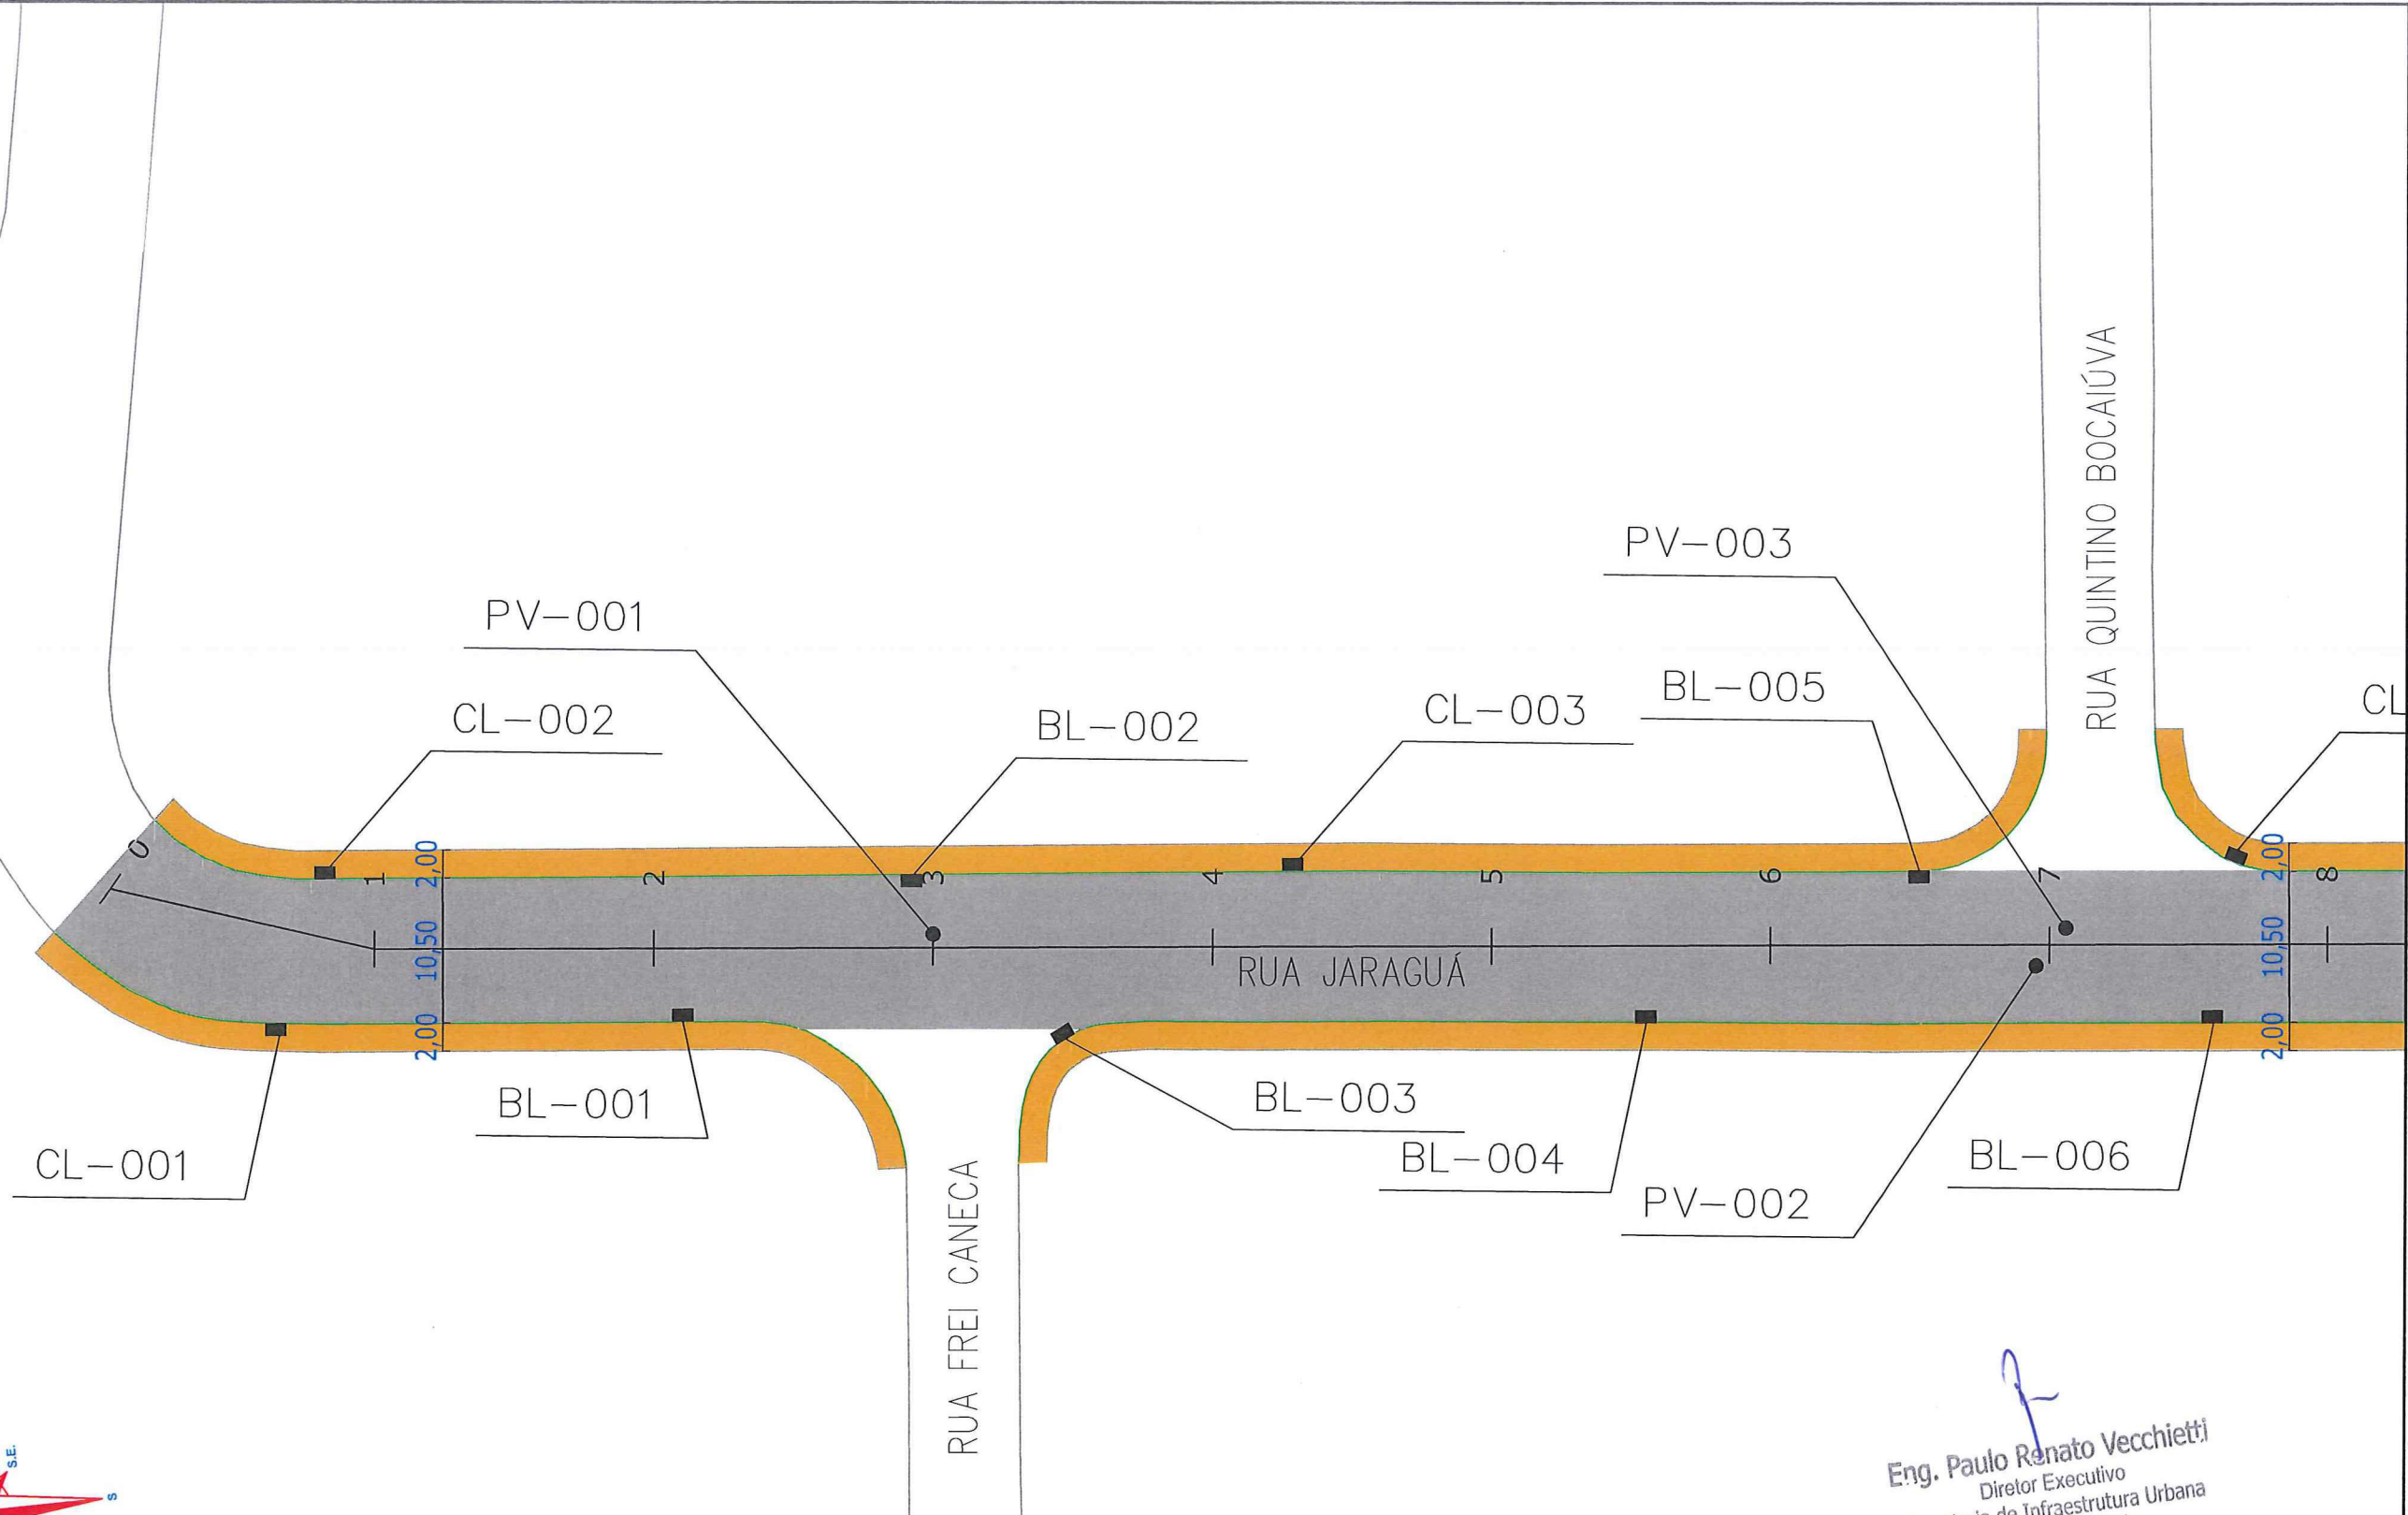 RUA QUINTINO BOCAIÚVA
PV-003
PV-001
BL-005
CL-002
BL-002
CL-003
CL
0
1
2
3
4
5
6
7
8
2,00
10,50
2,00
2,00
10,50
2,00
RUA JARAGUÁ
BL-001
BL-003
CL-001
BL-004
BL-006
PV-002
RUA FREI CANECA
S.E.
S
Eng. Paulo Renato Vecchietti
Diretor Executivo
de Infraestrutura Urbana